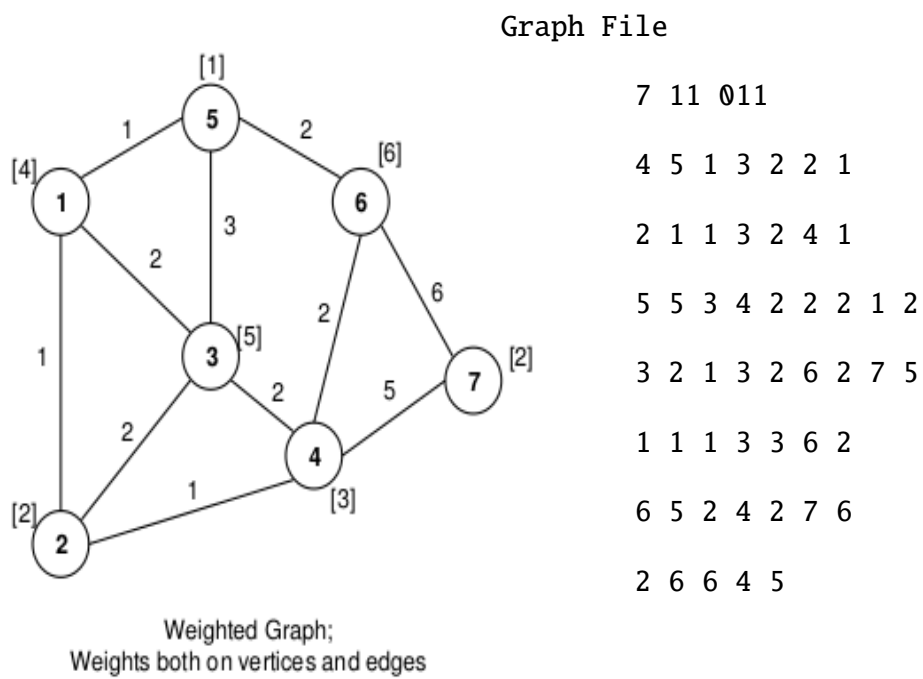 Graph File
7 11 011
4 5 1 3 2 2 1
2 1 1 3 2 4 1
5 5 3 4 2 2 2 1 2
3 2 1 3 2 6 2 7 5
1 1 1 3 3 6 2
6 5 2 4 2 7 6
2 6 6 4 5
[1]
5
1
2
[4]
[6]
1
6
3
2
2
6
1
[5]
3
[2]
7
2
5
2
4
1
[3]
[2]
2
Weighted Graph;
Weights both on vertices and edges